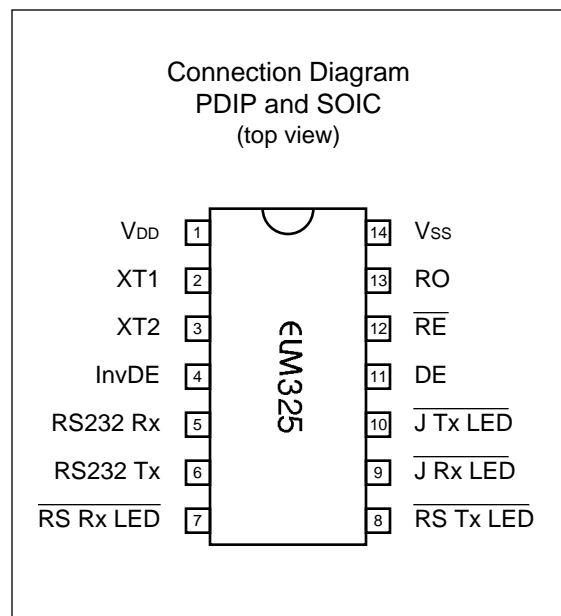 Connection Diagram
PDIP and SOIC
(top view)
VDD 1 14 VSS
XT1 2 13 RO
XT2 3 12 RE
InvDE 4 11 DE
RS232 Rx 5 10 J Tx LED
RS232 Tx 6 9 J Rx LED
RS Rx LED 7 8 RS Tx LED
ELM325